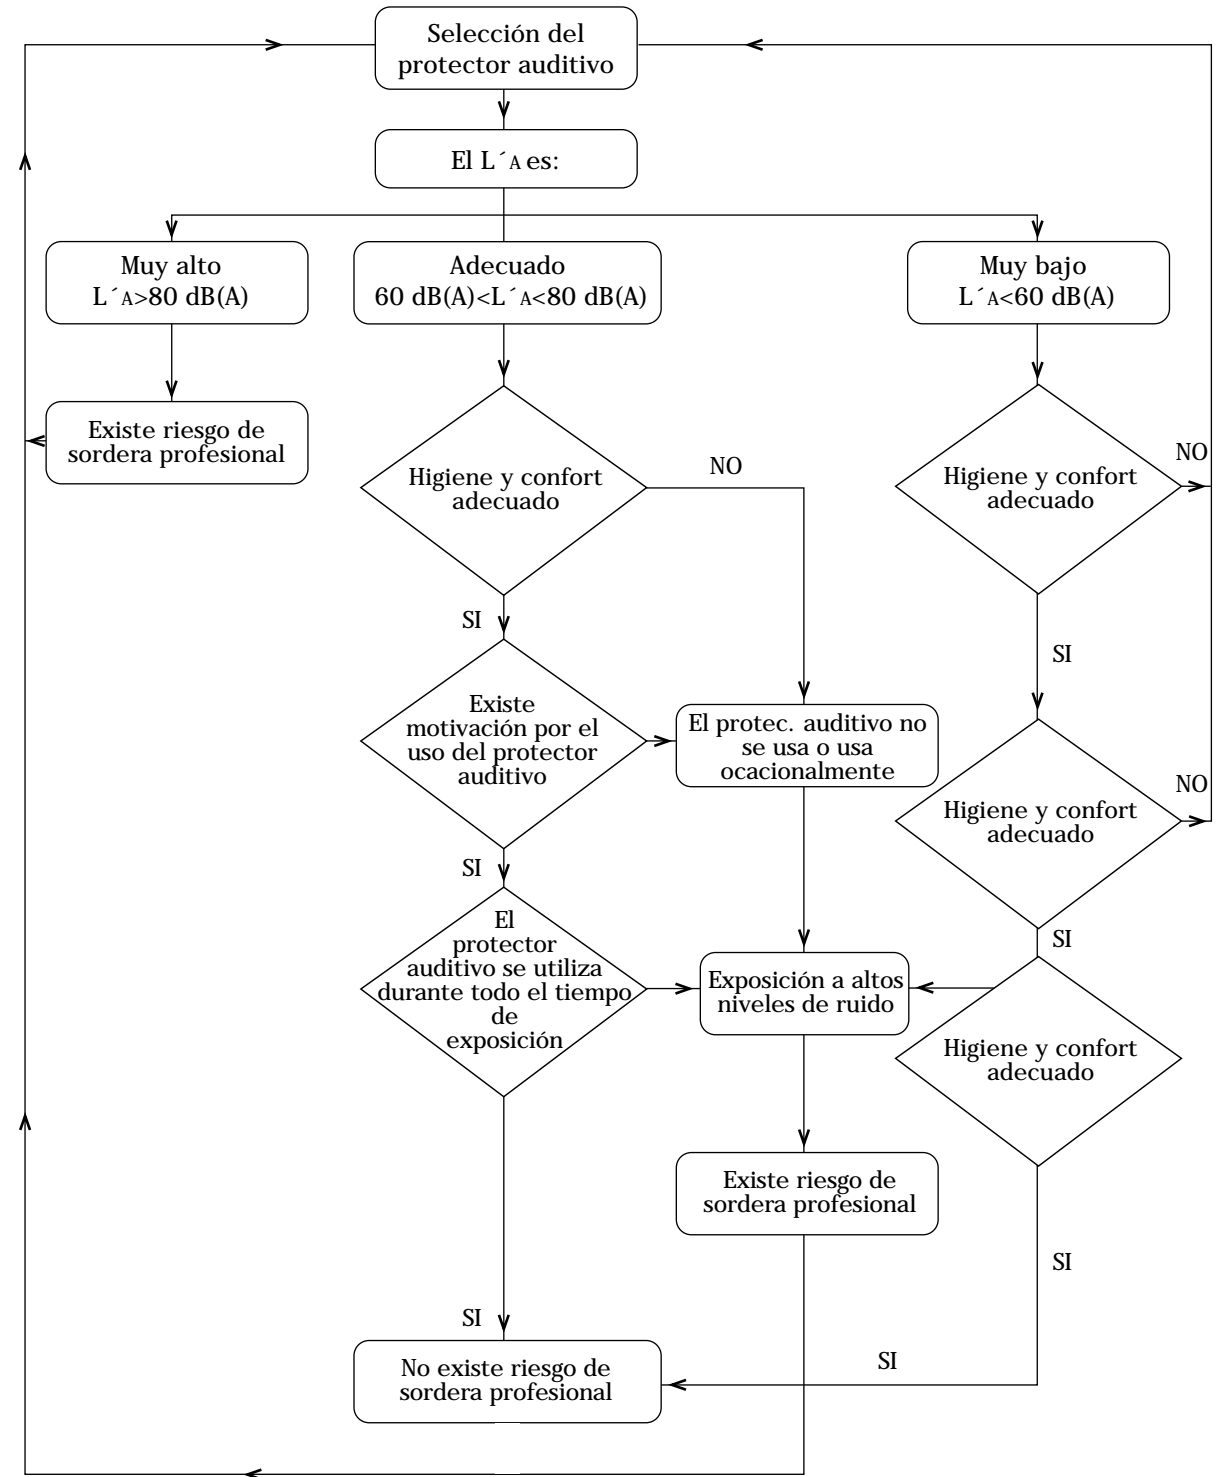 Selección del
protector auditivo
El L´A es:
Muy alto
L´A>80 dB(A)
Adecuado
60 dB(A)<L´A<80 dB(A)
Muy bajo
L´A<60 dB(A)
Existe riesgo de
sordera profesional
Higiene y confort
adecuado
NO
Higiene y confort
adecuado
NO
SI
SI
Existe
motivación por el
uso del protector
auditivo
El protec. auditivo no
se usa o usa
ocacionalmente
Higiene y confort
adecuado
NO
SI
SI
El
protector
auditivo se utiliza
durante todo el tiempo
de
exposición
Exposición a altos
niveles de ruido
Higiene y confort
adecuado
Existe riesgo de
sordera profesional
SI
SI
No existe riesgo de
sordera profesional
SI